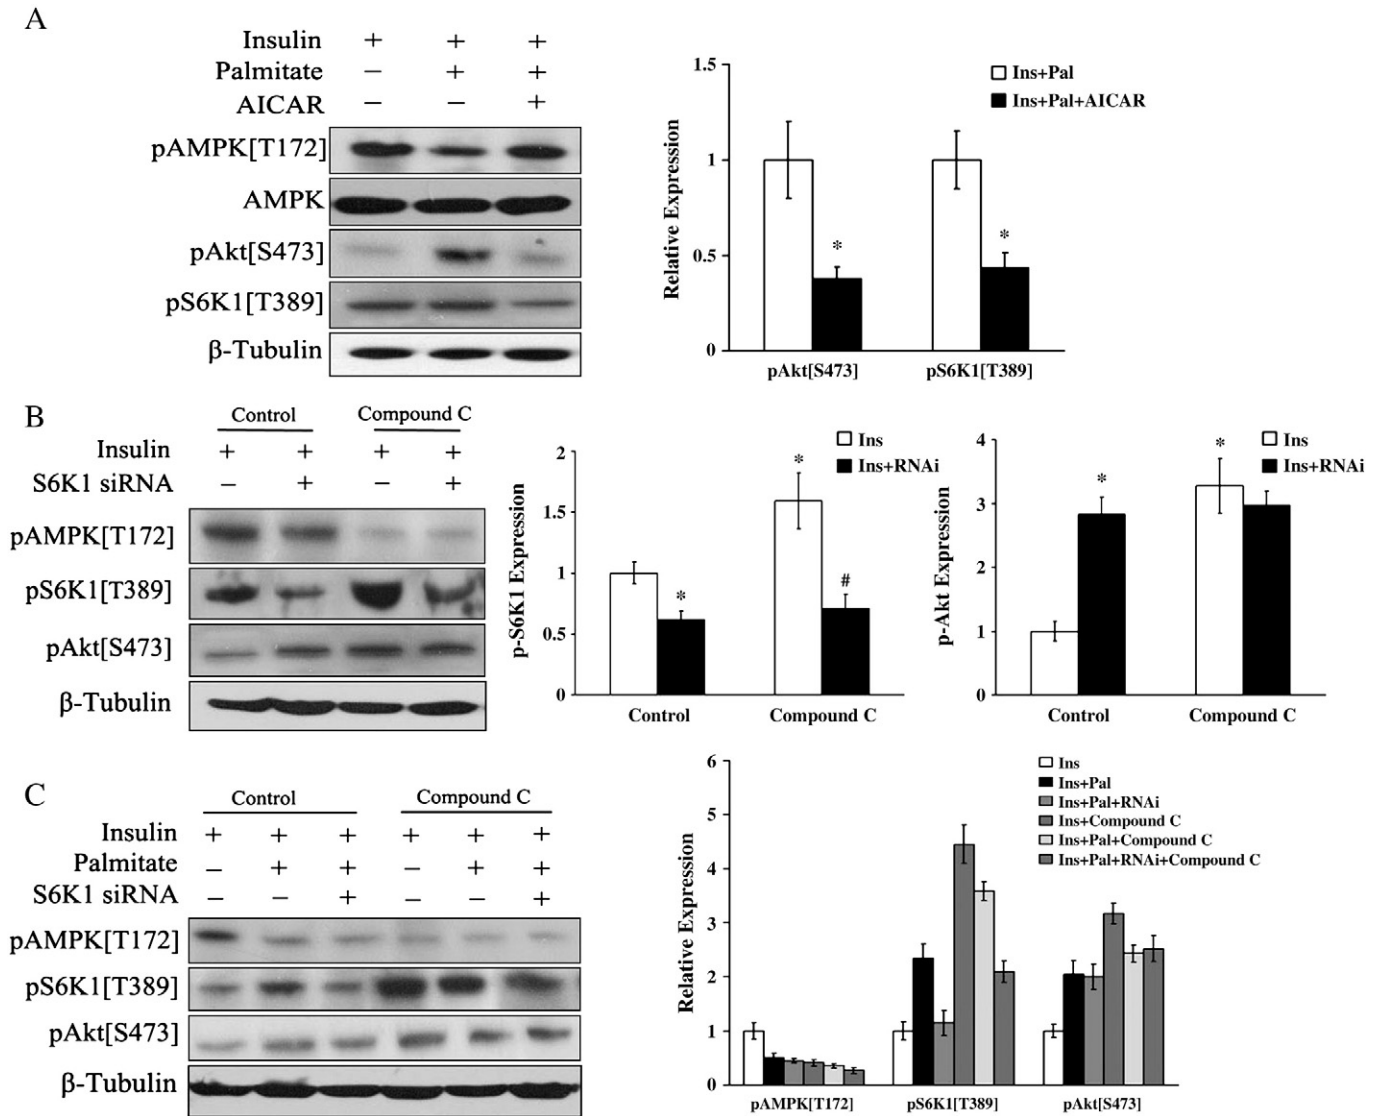 A
Insulin + + +
Palmitate − + +
AICAR − − +
pAMPK[T172]
AMPK
pAkt[S473]
pS6K1[T389]
β-Tubulin
Relative Expression
1.5
1
0.5
0
Ins+Pal
Ins+Pal+AICAR
*
*
pAkt[S473] pS6K1[T389]
B
Control Compound C
Insulin + + + +
S6K1 siRNA − + − +
pAMPK[T172]
pS6K1[T389]
pAkt[S473]
β-Tubulin
p-S6K1 Expression
2
1.5
1
0.5
0
Ins
Ins+RNAi
*
*
#
Control Compound C
p-Akt Expression
4
3
2
1
0
Ins
Ins+RNAi
*
*
Control Compound C
C
Control Compound C
Insulin + + + + + +
Palmitate − + + − + +
S6K1 siRNA − − + − − +
pAMPK[T172]
pS6K1[T389]
pAkt[S473]
β-Tubulin
Relative Expression
6
5
4
3
2
1
0
Ins
Ins+Pal
Ins+Pal+RNAi
Ins+Compound C
Ins+Pal+Compound C
Ins+Pal+RNAi+Compound C
pAMPK[T172] pS6K1[T389] pAkt[S473]